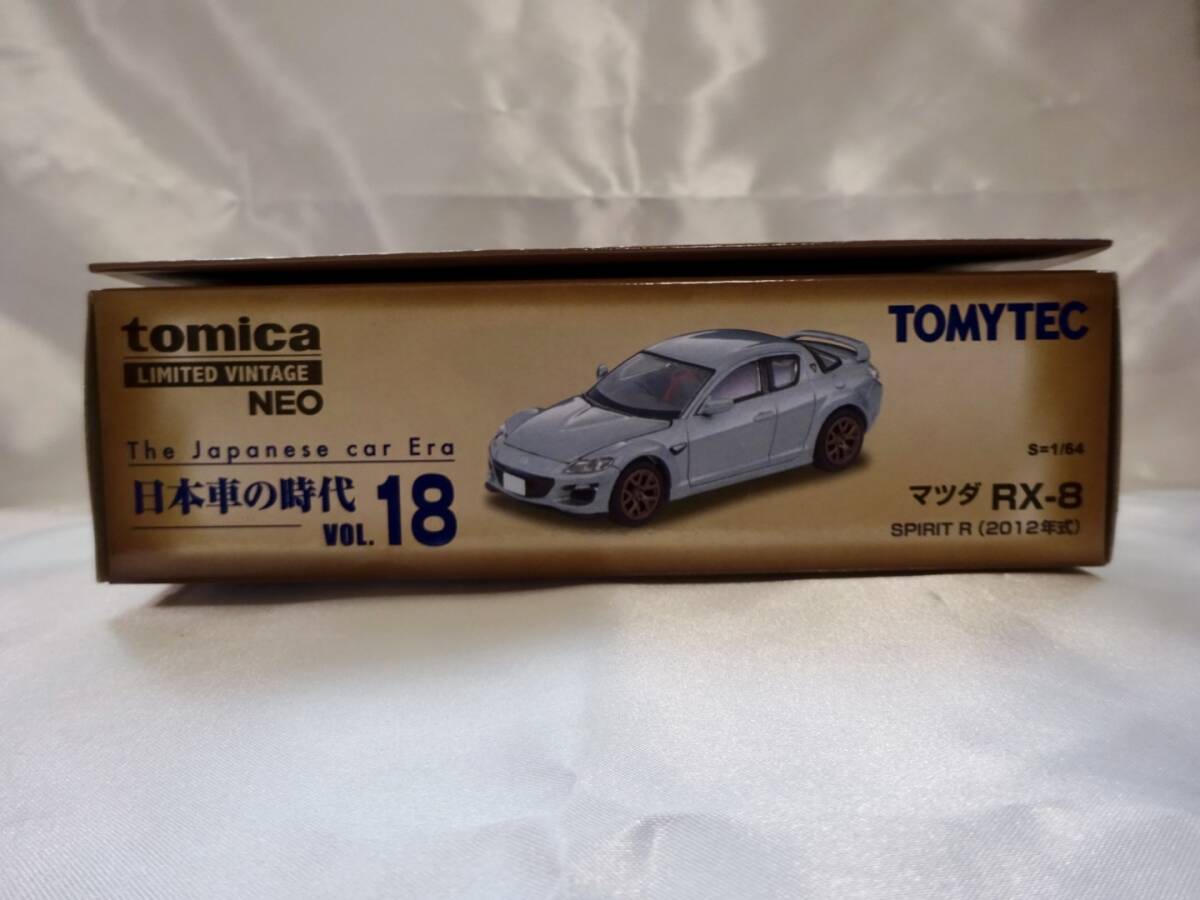 tomica
LIMITED VINTAGE
NEO
The Japanese car Era
日本車の時代
VOL. 18
TOMYTEC
S=1/64
マツダ RX-8
SPIRIT R (2012年式)